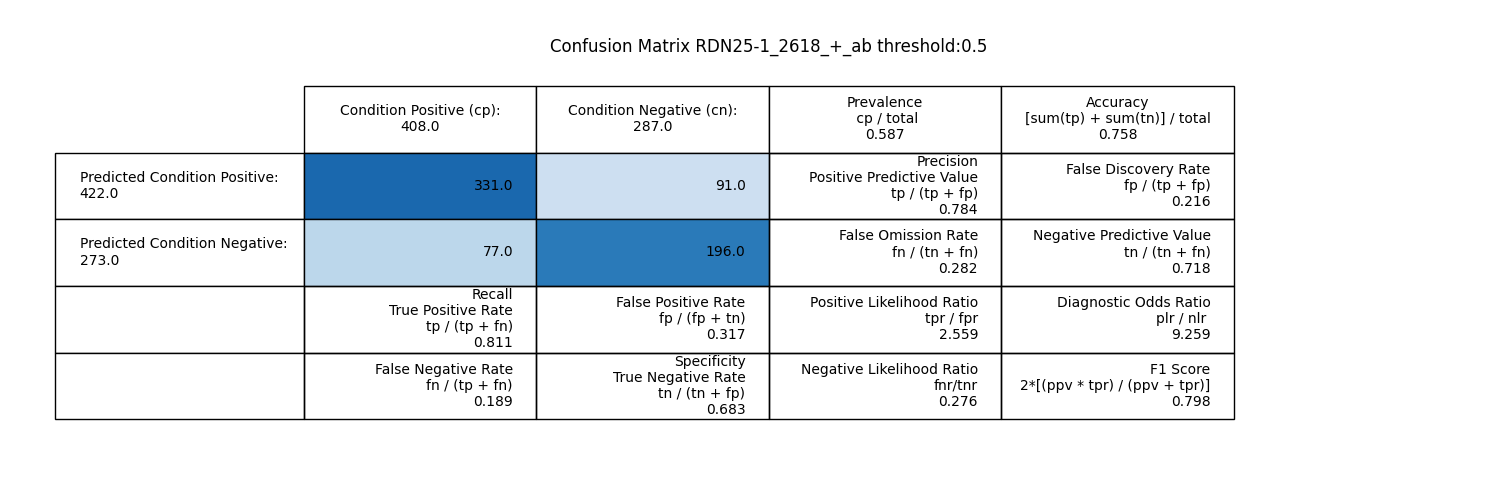 Confusion Matrix RDN25-1_2618_+_ab threshold:0.5
Condition Positive (cp):
408.0
Condition Negative (cn):
287.0
Prevalence
cp / total
0.587
Accuracy
[sum(tp) + sum(tn)] / total
0.758
Predicted Condition Positive:
422.0
331.0
91.0
Precision
Positive Predictive Value
tp / (tp + fp)
0.784
False Discovery Rate
fp / (tp + fp)
0.216
Predicted Condition Negative:
273.0
77.0
196.0
False Omission Rate
fn / (tn + fn)
0.282
Negative Predictive Value
tn / (tn + fn)
0.718
Recall
True Positive Rate
tp / (tp + fn)
0.811
False Positive Rate
fp / (fp + tn)
0.317
Positive Likelihood Ratio
tpr / fpr
2.559
Diagnostic Odds Ratio
plr / nlr
9.259
False Negative Rate
fn / (tp + fn)
0.189
Specificity
True Negative Rate
tn / (tn + fp)
0.683
Negative Likelihood Ratio
fnr/tnr
0.276
F1 Score
2*[(ppv * tpr) / (ppv + tpr)]
0.798